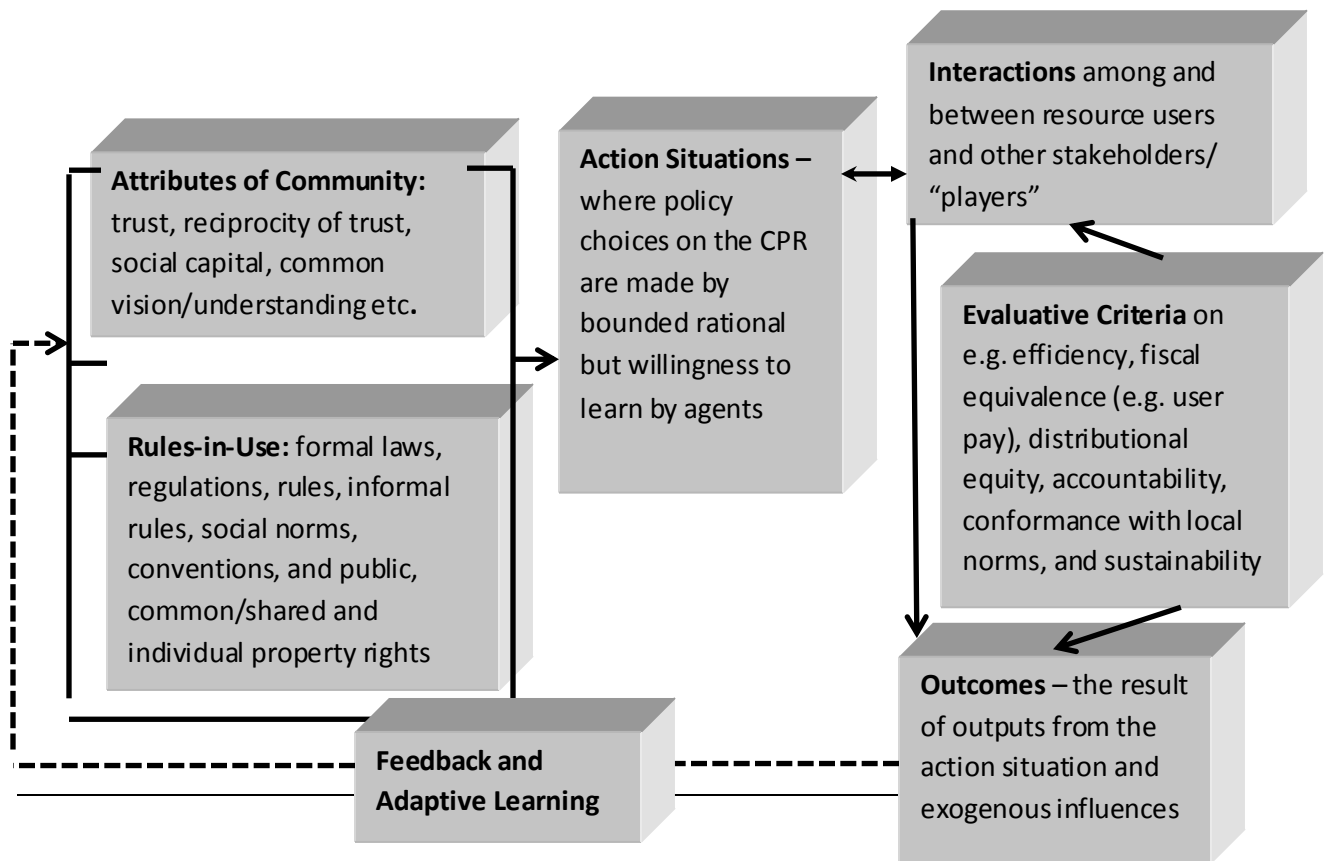 Attributes of Community:
trust, reciprocity of trust,
social capital, common
vision/understanding etc.
Rules-in-Use: formal laws,
regulations, rules, informal
rules, social norms,
conventions, and public,
common/shared and
individual property rights
Action Situations –
where policy
choices on the CPR
are made by
bounded rational
but willingness to
learn by agents
Interactions among and
between resource users
and other stakeholders/
“players”
Evaluative Criteria on
e.g. efficiency, fiscal
equivalence (e.g. user
pay), distributional
equity, accountability,
conformance with local
norms, and sustainability
Outcomes – the result
of outputs from the
action situation and
exogenous influences
Feedback and
Adaptive Learning